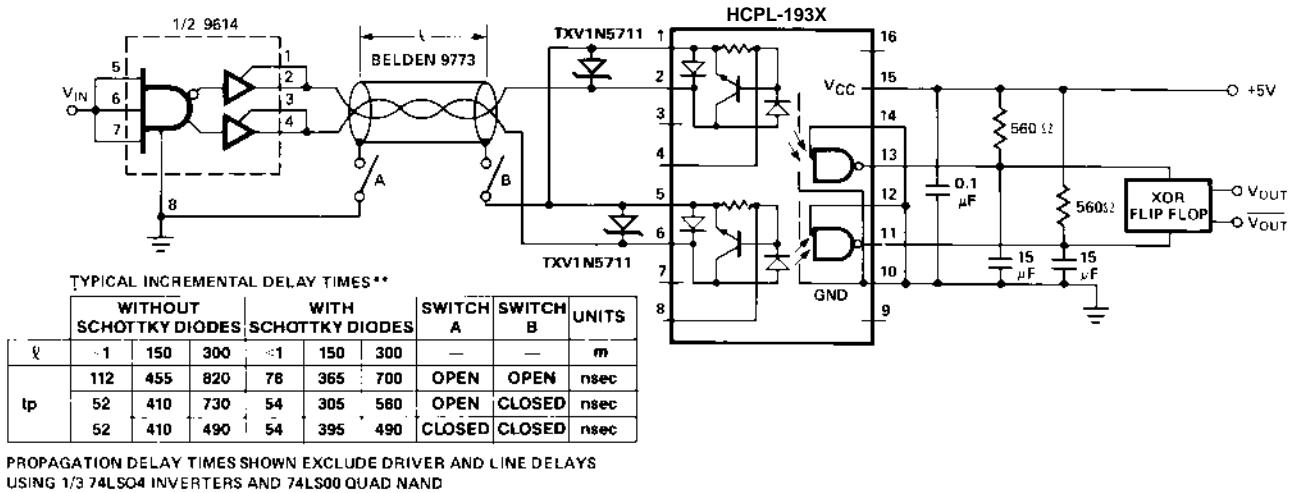 HCPL-193X
1/2 9614
TXV1N5711
BELDEN 9773
ℓ
5
6
7
VIN
1
2
3
4
8
A
B
1
2
3
4
5
6
7
8
TXV1N5711
16
15
VCC
14
13
12
11
10
GND
9
+5V
560 Ω
0.1 µF
560Ω
15 µF
15 µF
XOR
FLIP FLOP
VOUT
VOUT
TYPICAL INCREMENTAL DELAY TIMES**
WITHOUT SCHOTTKY DIODES WITH SCHOTTKY DIODES SWITCH A SWITCH B UNITS
ℓ <1 150 300 <1 150 300 — — m
tp 112 455 820 76 365 700 OPEN OPEN nsec
52 410 730 54 305 560 OPEN CLOSED nsec
52 410 490 54 395 490 CLOSED CLOSED nsec
PROPAGATION DELAY TIMES SHOWN EXCLUDE DRIVER AND LINE DELAYS
USING 1/3 74LSO4 INVERTERS AND 74LS00 QUAD NAND